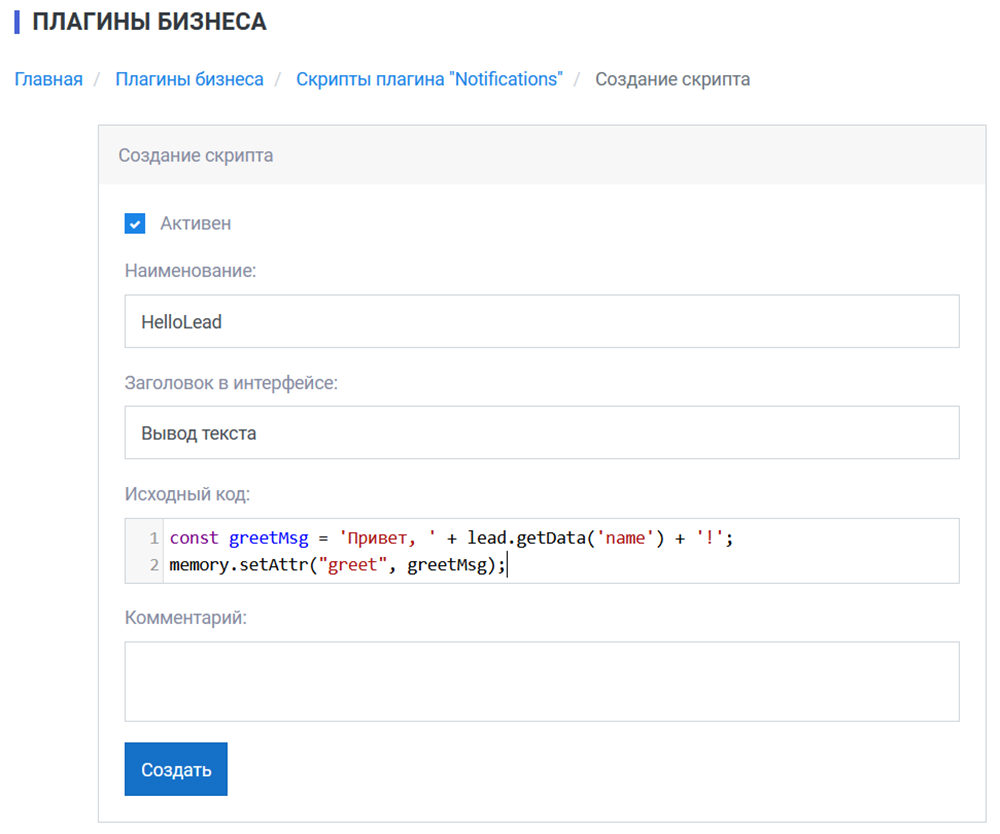 ПЛАГИНЫ БИЗНЕСА
Главная / Плагины бизнеса / Скрипты плагина "Notifications" / Создание скрипта
Создание скрипта
Активен
Наименование:
HelloLead
Заголовок в интерфейсе:
Вывод текста
Исходный код:
1 const greetMsg = 'Привет, ' + lead.getData('name') + '!';
2 memory.setAttr("greet", greetMsg);
Комментарий:
Создать